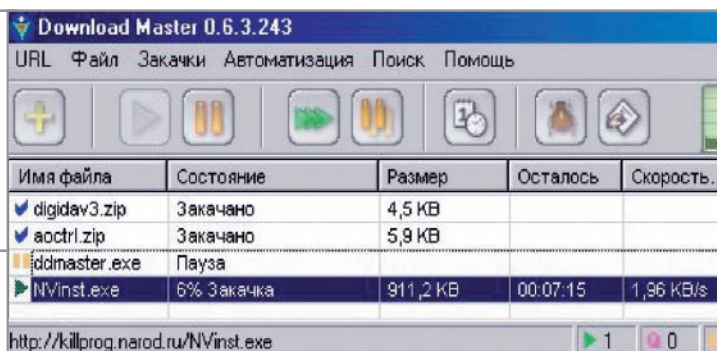 Download Master 0.6.3.243
URL Файл Закачки Автоматизация Поиск Помощь
Имя файла Состояние Размер Осталось Скорость..
digidav3.zip Закачано 4,5 KB
aoctrl.zip Закачано 5,9 KB
ddmaster.exe Пауза
NVinst.exe 6% Закачка 911,2 KB 00:07:15 1,96 KB/s
http://killprog.narod.ru/NVinst.exe 1 Q 0